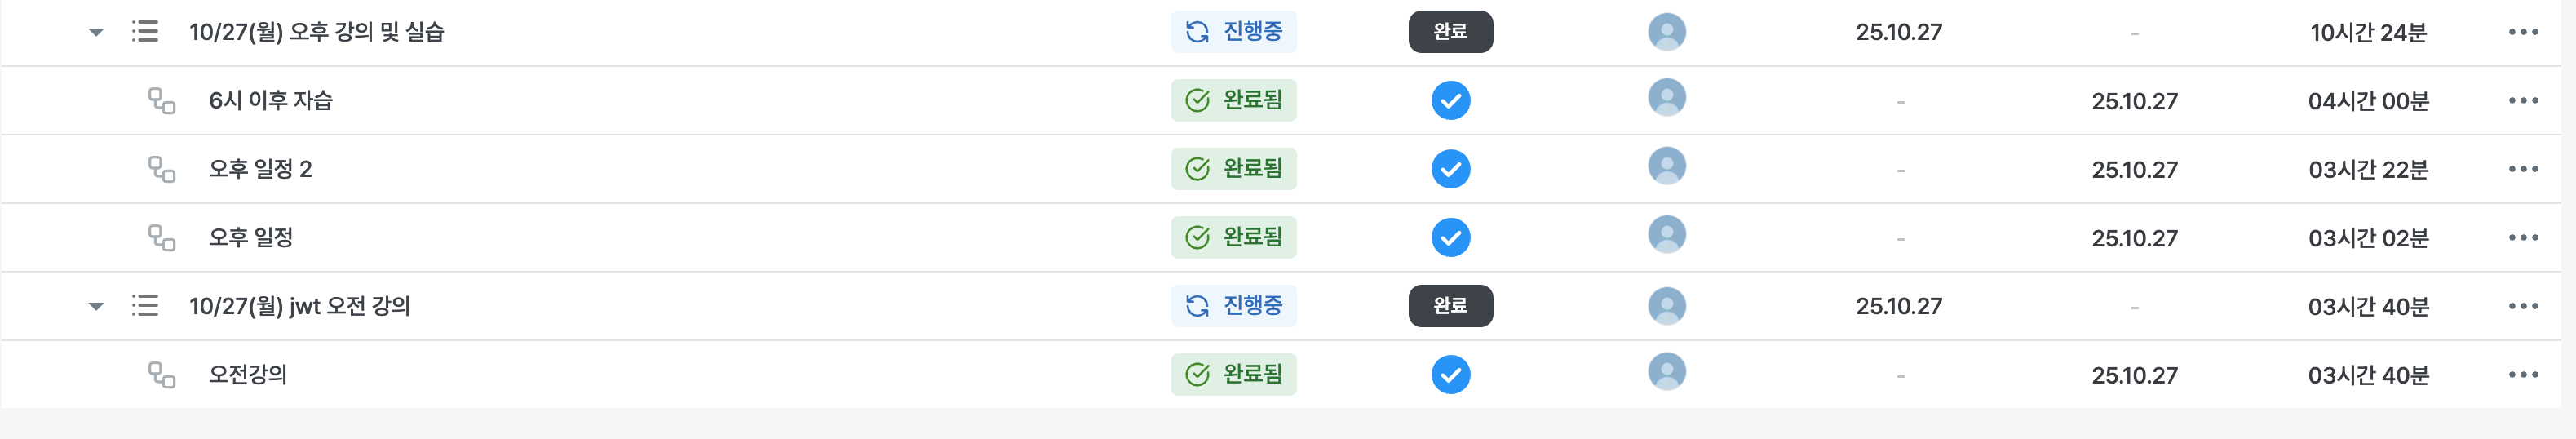 10/27(월) 오후 강의 및 실습 진행중 완료 25.10.27 - 10시간 24분
6시 이후 자습 완료됨 - 25.10.27 04시간 00분
오후 일정 2 완료됨 - 25.10.27 03시간 22분
오후 일정 완료됨 - 25.10.27 03시간 02분
10/27(월) jwt 오전 강의 진행중 완료 25.10.27 - 03시간 40분
오전강의 완료됨 - 25.10.27 03시간 40분